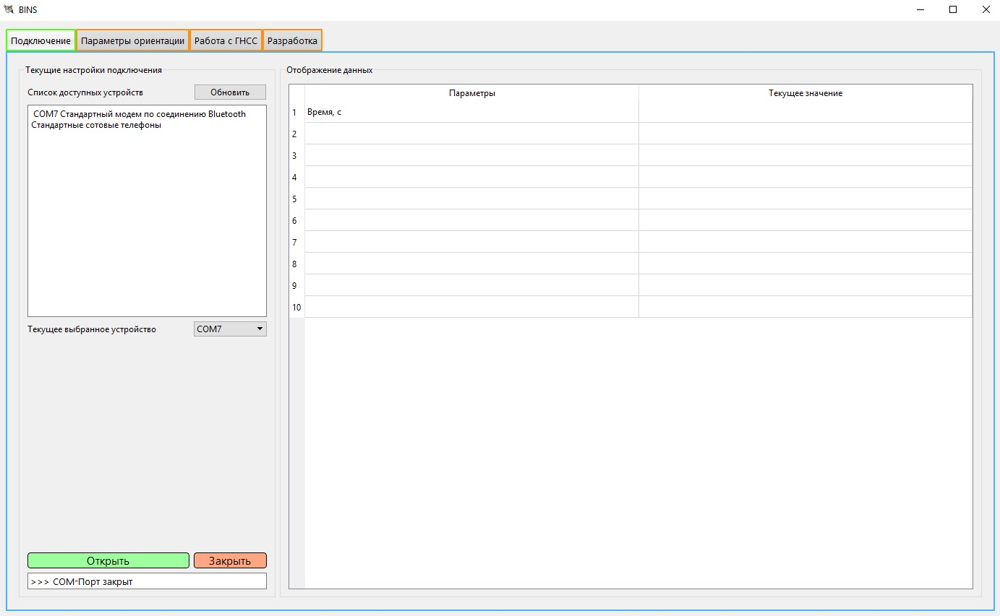 BINS
Подключение Параметры ориентации Работа с ГНСС Разработка
Текущие настройки подключения
Список доступных устройств Обновить
COM7 Стандартный модем по соединению Bluetooth
Стандартные сотовые телефоны
Текущее выбранное устройство COM7
Открыть Закрыть
>>> COM-Порт закрыт
Отображение данных
Параметры Текущее значение
1 Время, с
2
3
4
5
6
7
8
9
10